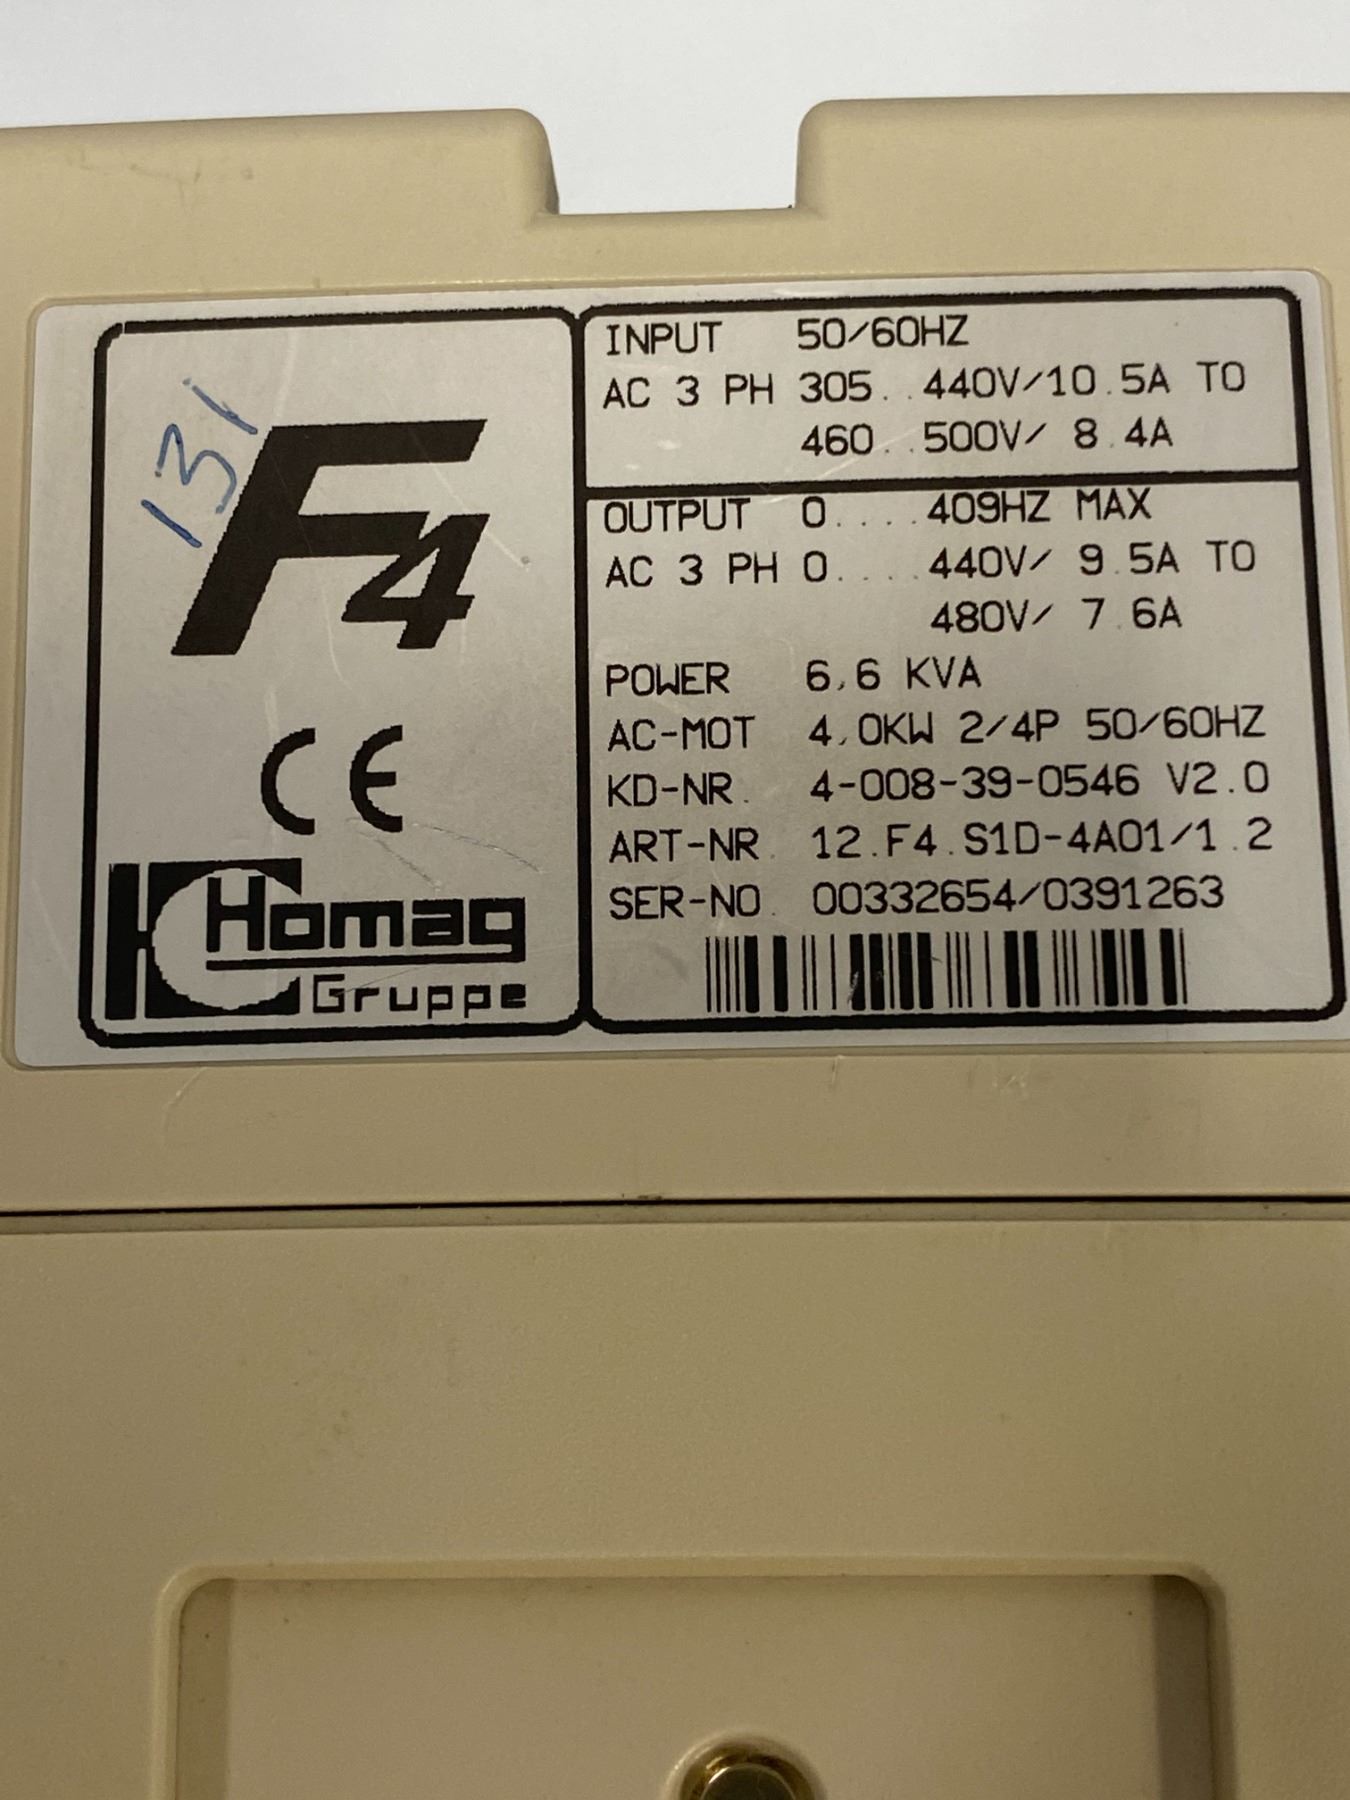 131
F4
CE
Homag
Gruppe
INPUT 50/60HZ
AC 3 PH 305..440V/10.5A TO
460..500V/ 8.4A
OUTPUT 0....409HZ MAX
AC 3 PH 0....440V/ 9.5A TO
480V/ 7.6A
POWER 6,6 KVA
AC-MOT 4,0KW 2/4P 50/60HZ
KD-NR. 4-008-39-0546 V2.0
ART-NR. 12.F4.S1D-4A01/1.2
SER-NO. 00332654/0391263